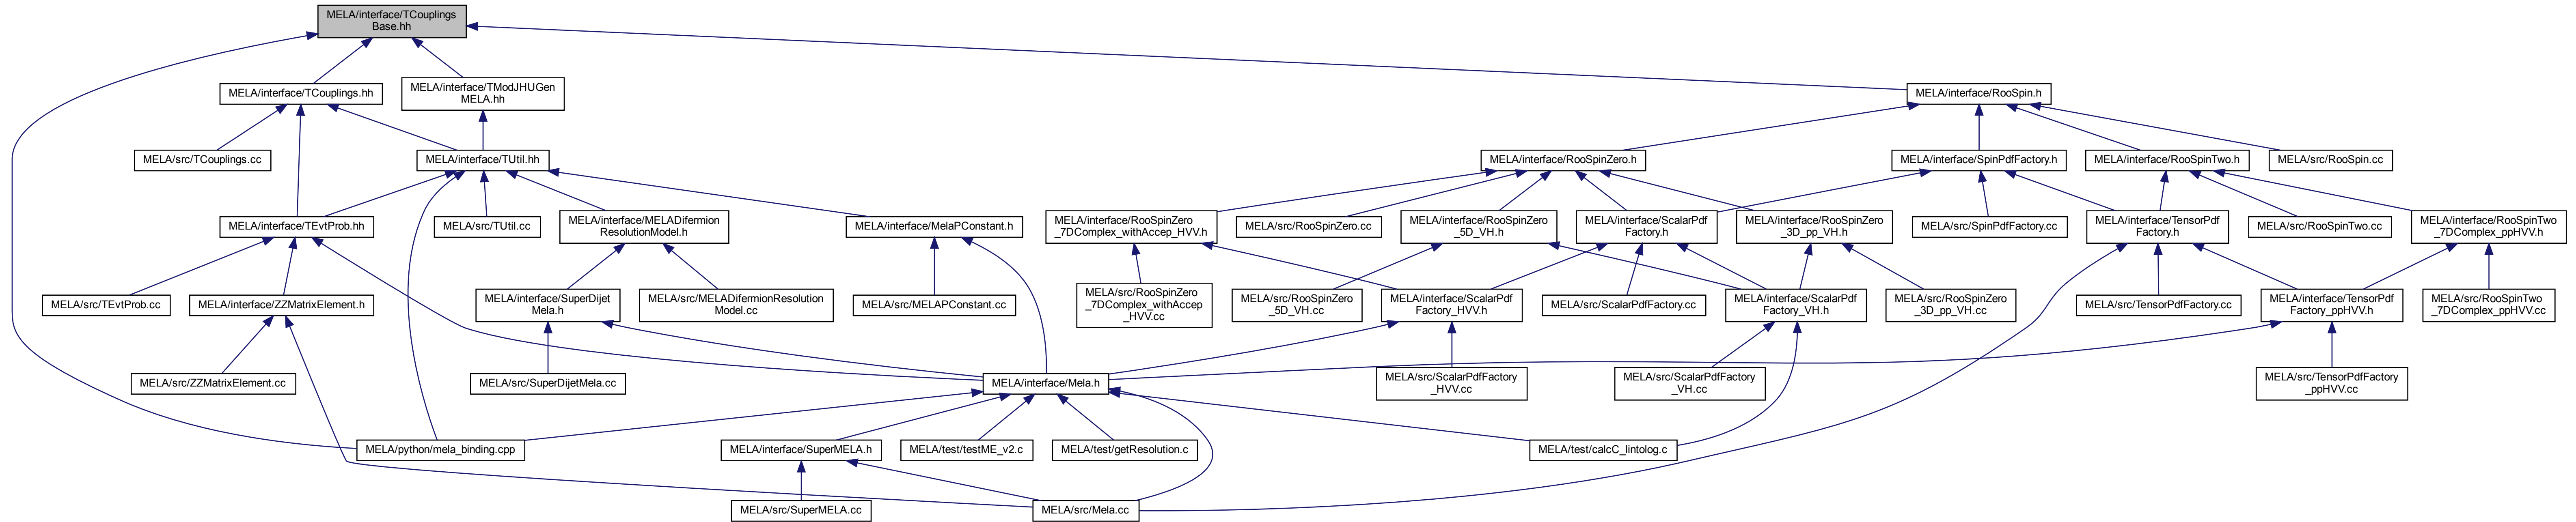 MELA/interface/TCouplings
Base.hh
MELA/interface/TCouplings.hh
MELA/interface/TModJHUGen
MELA.hh
MELA/interface/RooSpin.h
MELA/src/TCouplings.cc
MELA/interface/TUtil.hh
MELA/interface/RooSpinZero.h
MELA/interface/SpinPdfFactory.h
MELA/interface/RooSpinTwo.h
MELA/src/RooSpin.cc
MELA/interface/TEvtProb.hh
MELA/src/TUtil.cc
MELA/interface/MELADifermion
ResolutionModel.h
MELA/interface/MelaPConstant.h
MELA/interface/RooSpinZero
_7DComplex_withAccep_HVV.h
MELA/src/RooSpinZero.cc
MELA/interface/RooSpinZero
_5D_VH.h
MELA/interface/ScalarPdf
Factory.h
MELA/interface/RooSpinZero
_3D_pp_VH.h
MELA/src/SpinPdfFactory.cc
MELA/interface/TensorPdf
Factory.h
MELA/src/RooSpinTwo.cc
MELA/interface/RooSpinTwo
_7DComplex_ppHVV.h
MELA/src/TEvtProb.cc
MELA/interface/ZZMatrixElement.h
MELA/interface/SuperDijet
Mela.h
MELA/src/MELADifermionResolution
Model.cc
MELA/src/MELAPConstant.cc
MELA/src/RooSpinZero
_7DComplex_withAccep
_HVV.cc
MELA/src/RooSpinZero
_5D_VH.cc
MELA/interface/ScalarPdf
Factory_HVV.h
MELA/src/ScalarPdfFactory.cc
MELA/interface/ScalarPdf
Factory_VH.h
MELA/src/RooSpinZero
_3D_pp_VH.cc
MELA/src/TensorPdfFactory.cc
MELA/interface/TensorPdf
Factory_ppHVV.h
MELA/src/RooSpinTwo
_7DComplex_ppHVV.cc
MELA/src/ZZMatrixElement.cc
MELA/src/SuperDijetMela.cc
MELA/interface/Mela.h
MELA/src/ScalarPdfFactory
_HVV.cc
MELA/src/ScalarPdfFactory
_VH.cc
MELA/src/TensorPdfFactory
_ppHVV.cc
MELA/python/mela_binding.cpp
MELA/interface/SuperMELA.h
MELA/test/testME_v2.c
MELA/test/getResolution.c
MELA/test/calcC_lintolog.c
MELA/src/SuperMELA.cc
MELA/src/Mela.cc